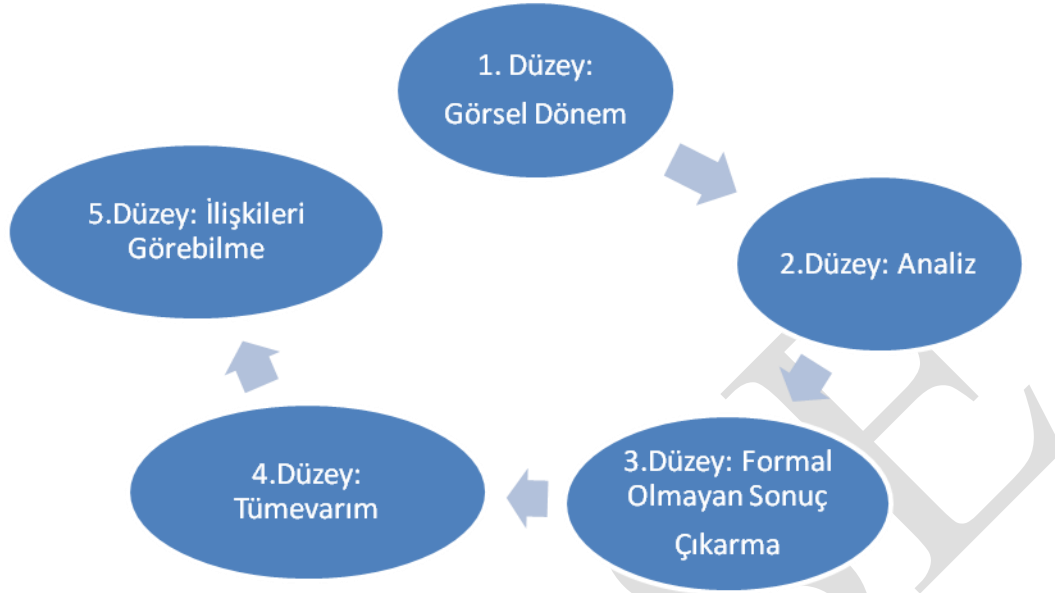 1. Düzey:
Görsel Dönem
2.Düzey: Analiz
3.Düzey: Formal
Olmayan Sonuç
Çıkarma
4.Düzey:
Tümevarım
5.Düzey: İlişkileri
Görebilme